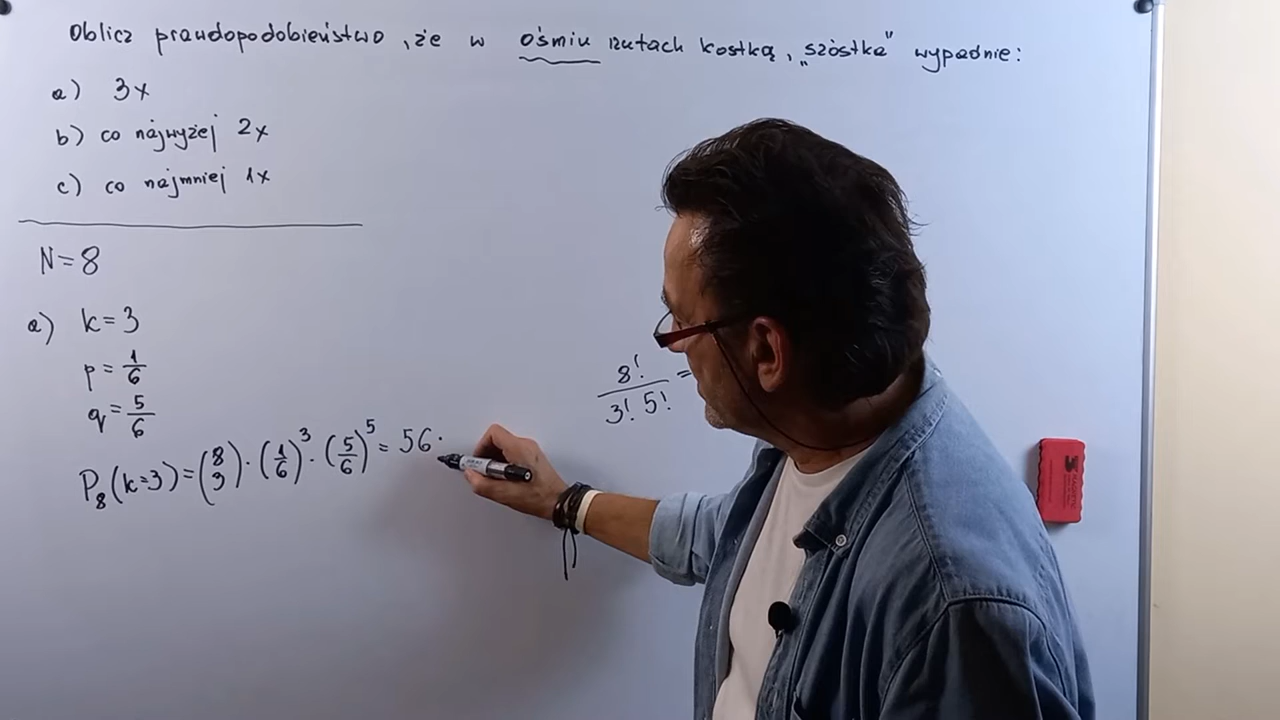 Oblicz prawdopodobieństwo, że w ośmiu rzutach kostką, „szóstka" wypadnie:
a) 3x
b) co najwyżej 2x
c) co najmniej 1x
N=8
a) k=3
p = 1/6
q = 5/6
P₈(k=3) = (8 3) · (1/6)³ · (5/6)⁵ = 56 ·
8! / 3! 5! =